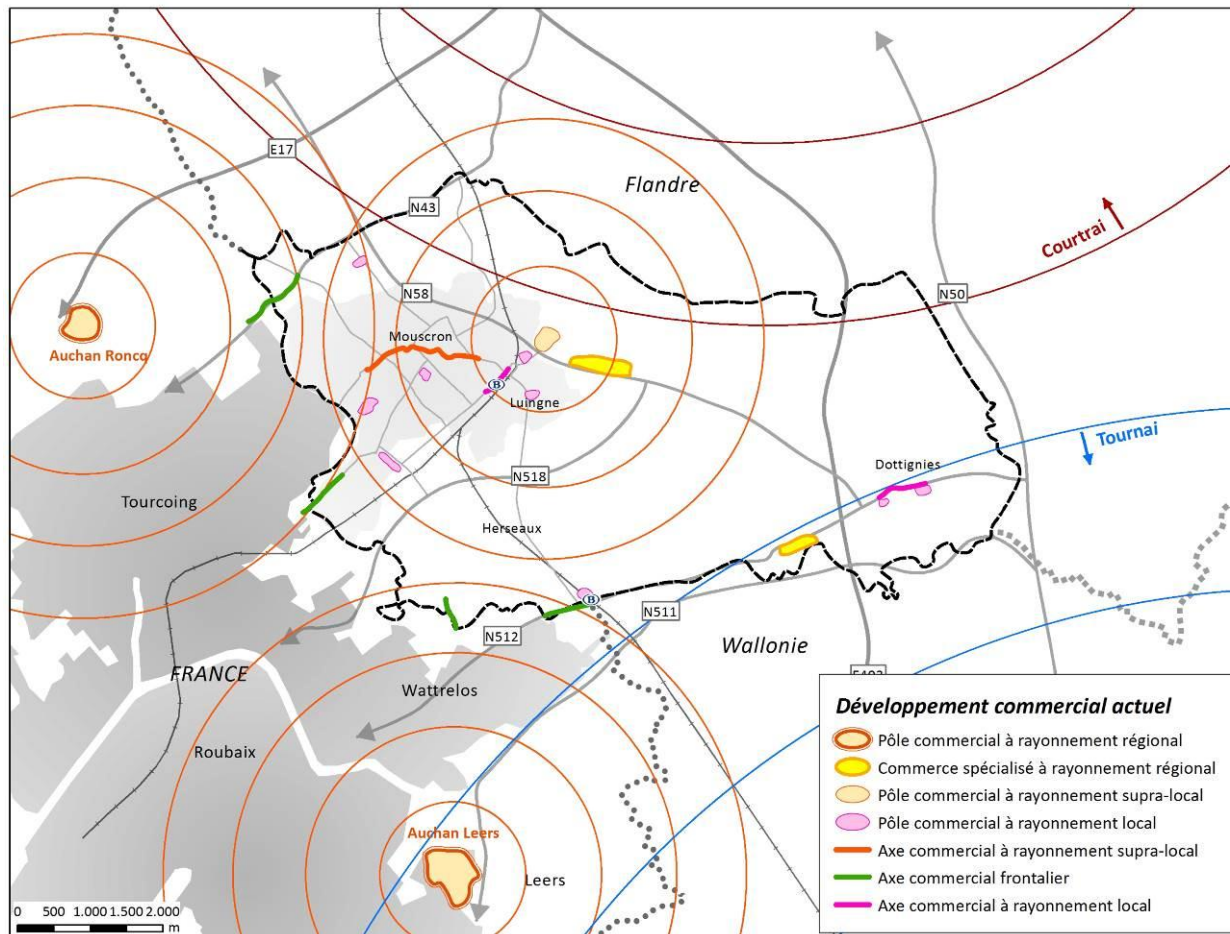 E17
Flandre
N43
Courtrai
N58
N50
Mouscron
Auchan Roncq
B
Luingne
Tournai
Dottignies
N518
Tourcoing
Herseaux
B
N511
N512
Wallonie
FRANCE
Wattrelos
Roubaix
Auchan Leers
Leers
Développement commercial actuel
Pôle commercial à rayonnement régional
Commerce spécialisé à rayonnement régional
Pôle commercial à rayonnement supra-local
Pôle commercial à rayonnement local
Axe commercial à rayonnement supra-local
Axe commercial frontalier
Axe commercial à rayonnement local
0 500 1.000 1.500 2.000
m